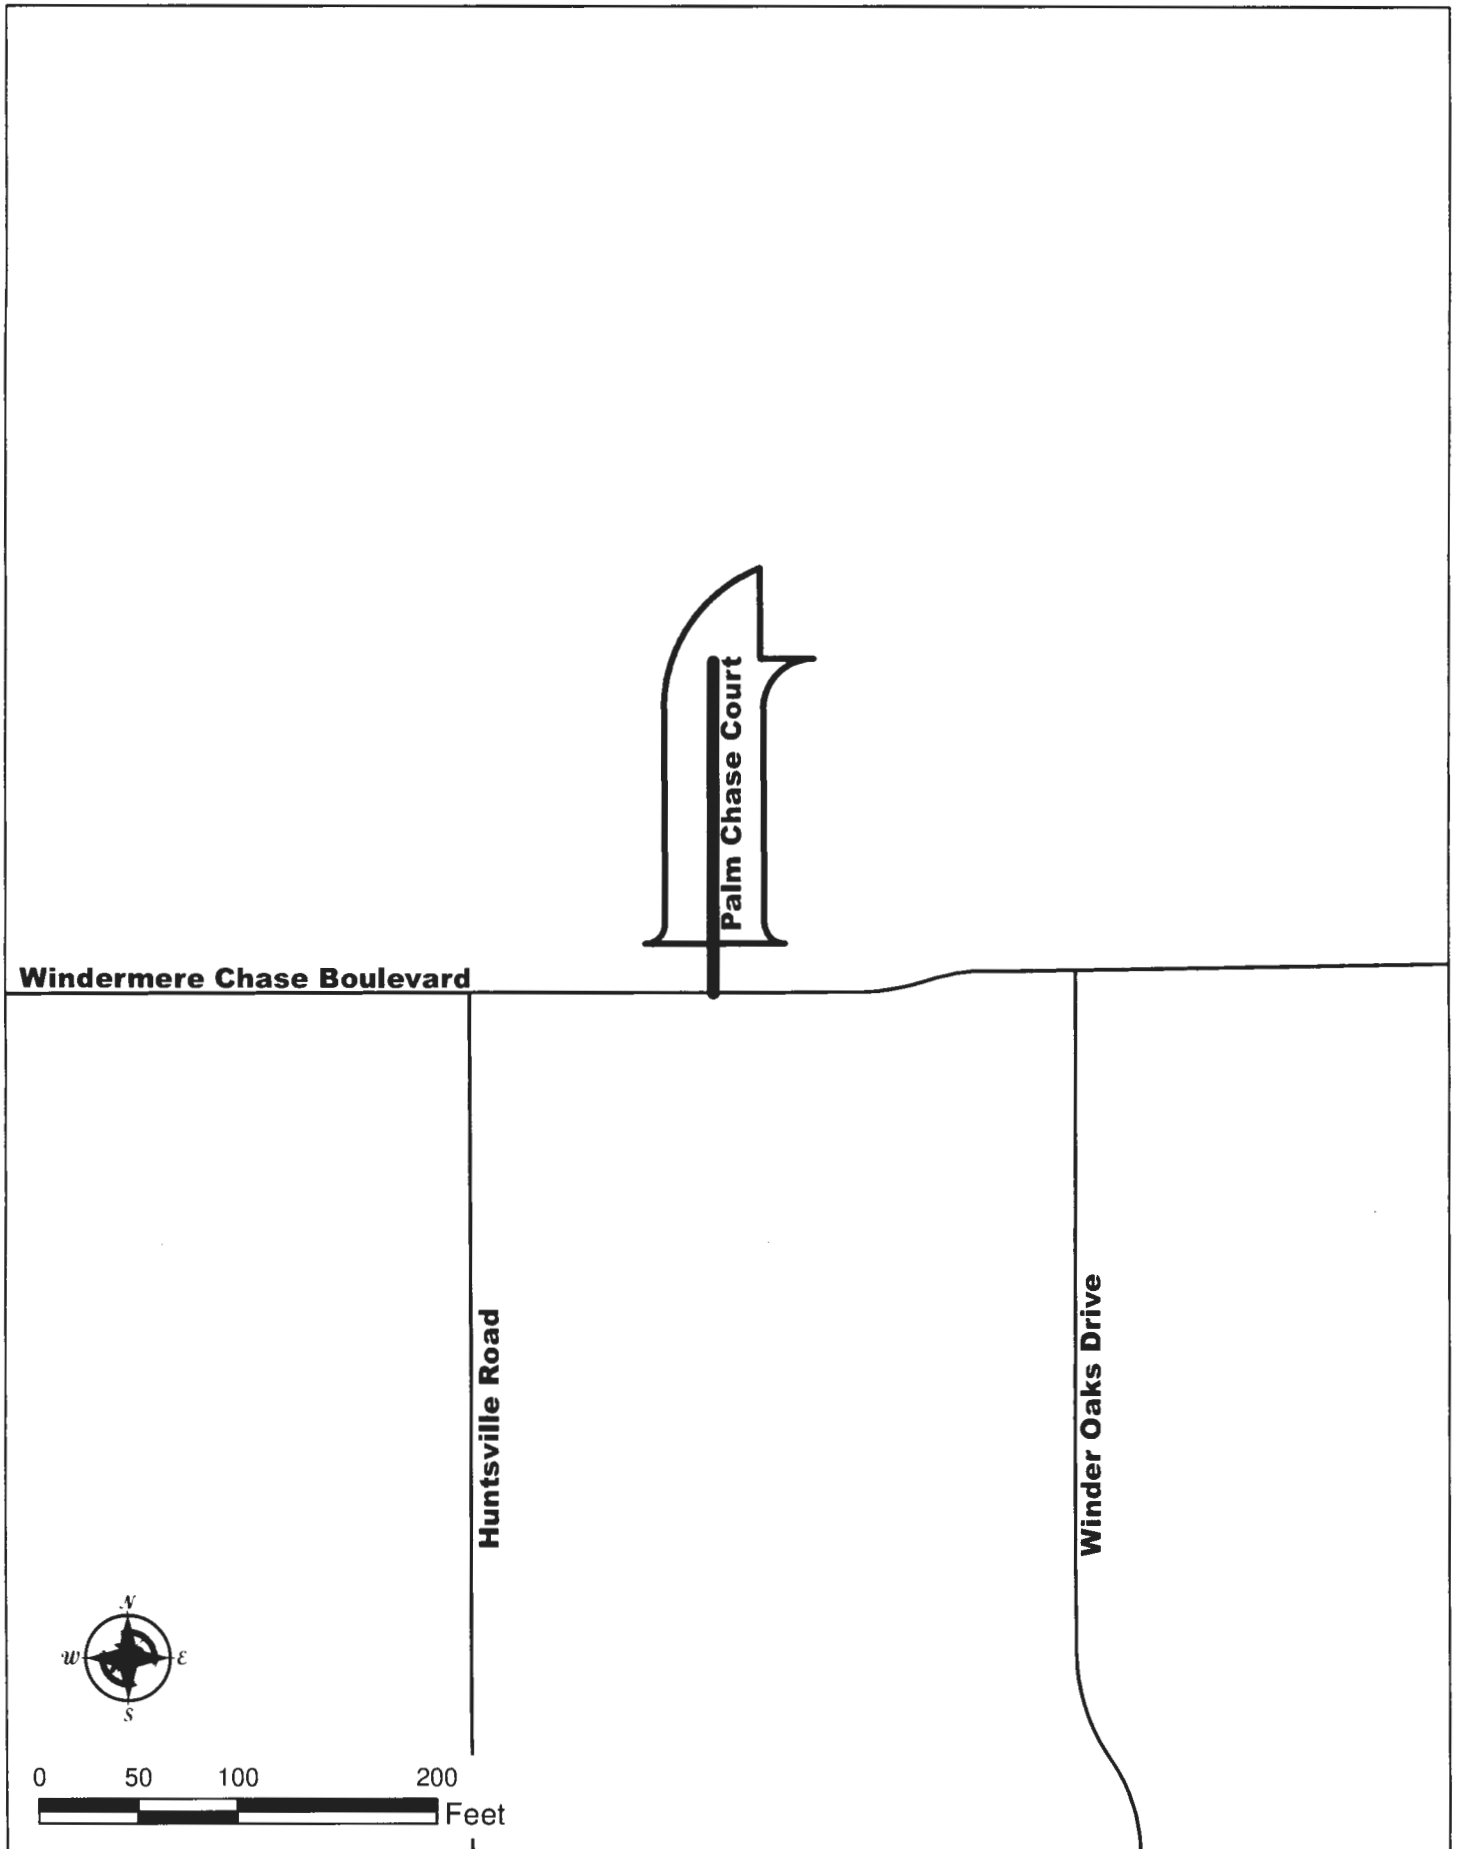 Palm Chase Court
Windermere Chase Boulevard
Huntsville Road
Winder Oaks Drive
N
W E
S
0 50 100 200
Feet